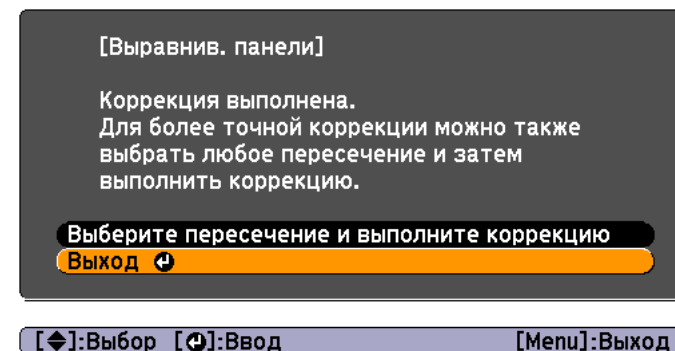 [Выравнив. панели]
Коррекция выполнена.
Для более точной коррекции можно также
выбрать любое пересечение и затем
выполнить коррекцию.
Выберите пересечение и выполните коррекцию
Выход
[]:Выбор []:Ввод [Menu]:Выход